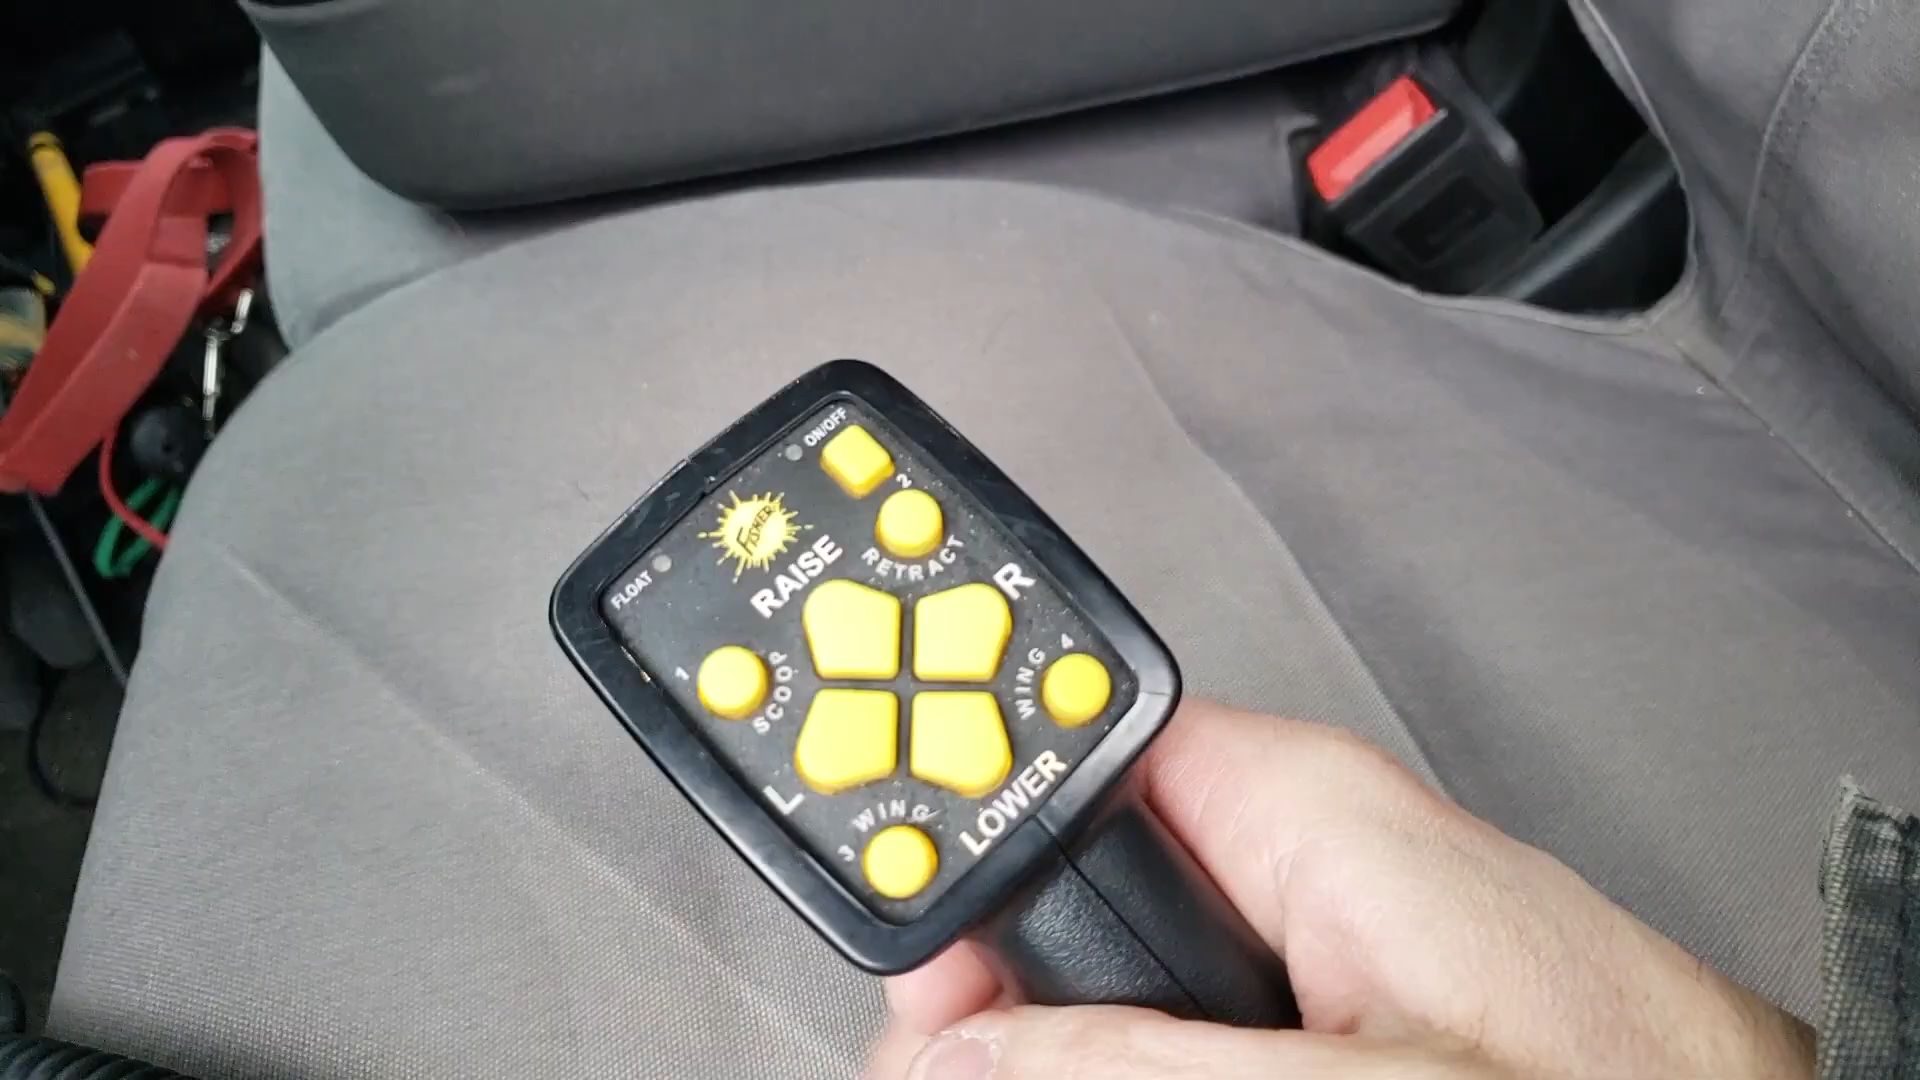 ON/OFF
2
FISHER
RETRACT
FLOAT
RAISE
R
1
SCOOP
WING
4
L
WING
3
LOWER